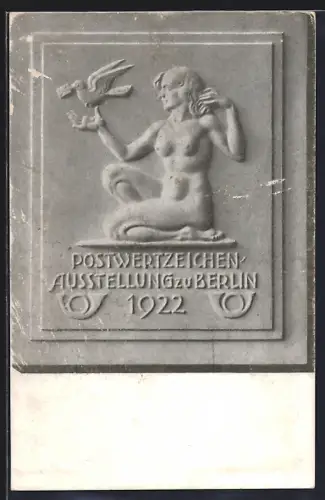 POSTWERTZEICHEN-
AUSSTELLUNG ZU BERLIN
1922